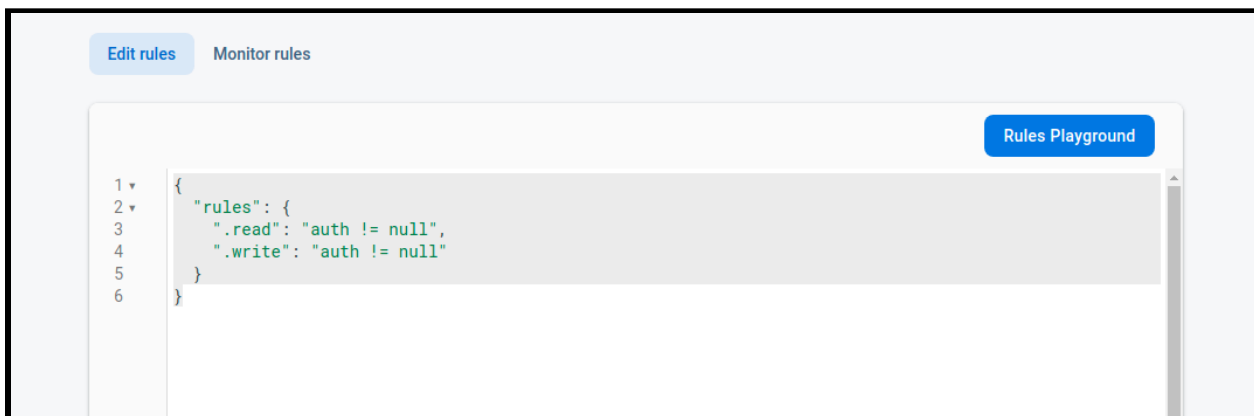 Edit rules Monitor rules
Rules Playground
1 {
2 "rules": {
3 ".read": "auth != null",
4 ".write": "auth != null"
5 }
6 }